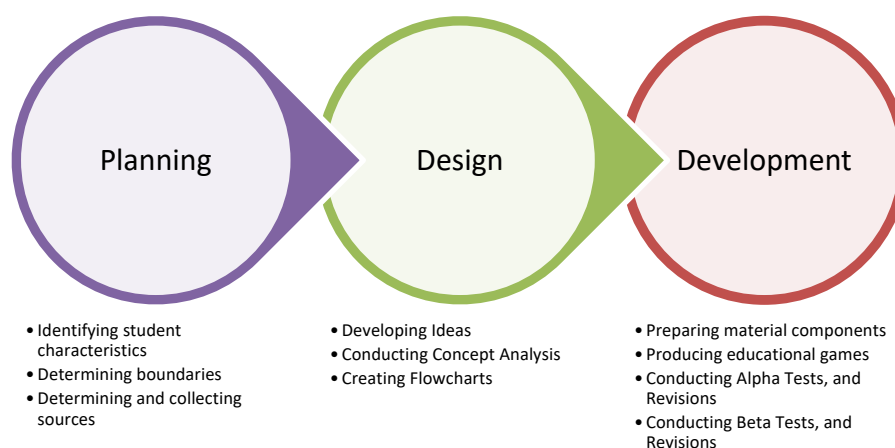 Planning
Design
Development
• Identifying student
characteristics
• Determining boundaries
• Determining and collecting
sources
• Developing Ideas
• Conducting Concept Analysis
• Creating Flowcharts
• Preparing material components
• Producing educational games
• Conducting Alpha Tests, and
Revisions
• Conducting Beta Tests, and
Revisions